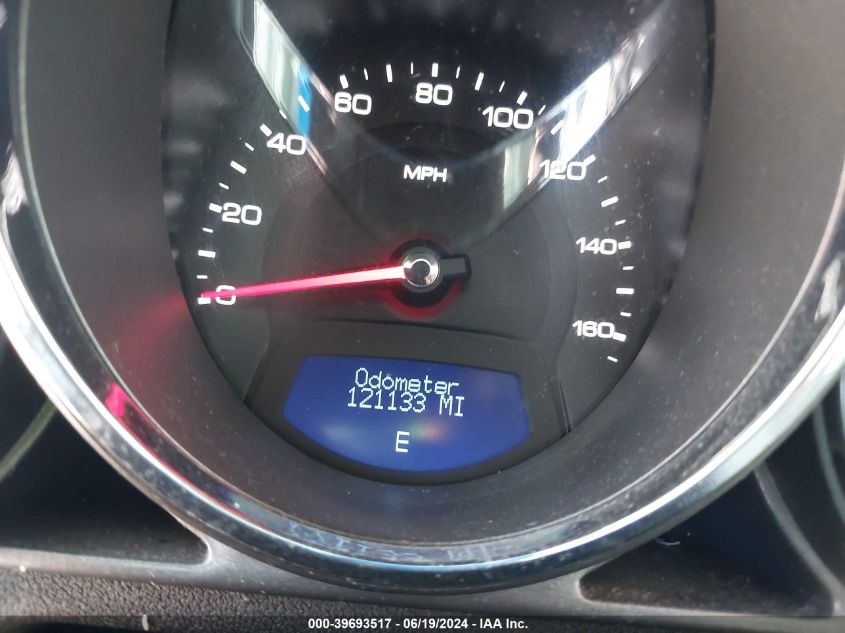 60 80 100
40 120
MPH
20 140
0 160
Odometer
121133 MI
E
000-39693517 - 06/19/2024 - IAA Inc.